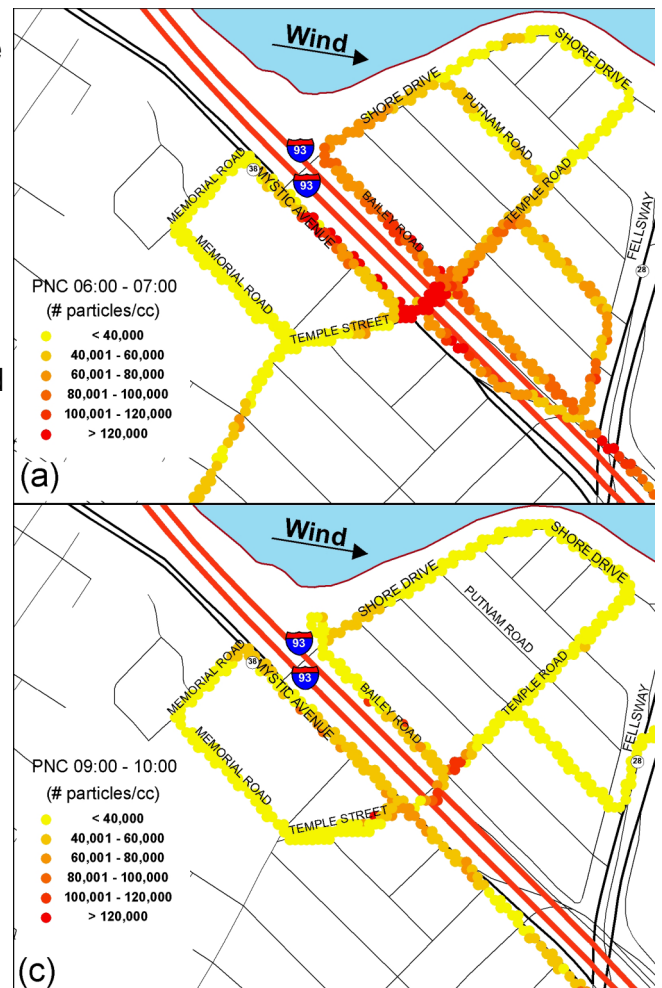 Wind
SHORE DRIVE
SHORE DRIVE
PUTNAM ROAD
93
93
MEMORIAL ROAD
38
MYSTIC AVENUE
BAILEY ROAD
TEMPLE ROAD
MEMORIAL ROAD
FELLSWAY
28
PNC 06:00 - 07:00
(# particles/cc)
TEMPLE STREET
< 40,000
40,001 - 60,000
60,001 - 80,000
80,001 - 100,000
100,001 - 120,000
> 120,000
(a)
Wind
SHORE DRIVE
SHORE DRIVE
PUTNAM ROAD
93
93
MEMORIAL ROAD
38
MYSTIC AVENUE
BAILEY ROAD
TEMPLE ROAD
MEMORIAL ROAD
FELLSWAY
28
PNC 09:00 - 10:00
(# particles/cc)
TEMPLE STREET
< 40,000
40,001 - 60,000
60,001 - 80,000
80,001 - 100,000
100,001 - 120,000
> 120,000
(c)